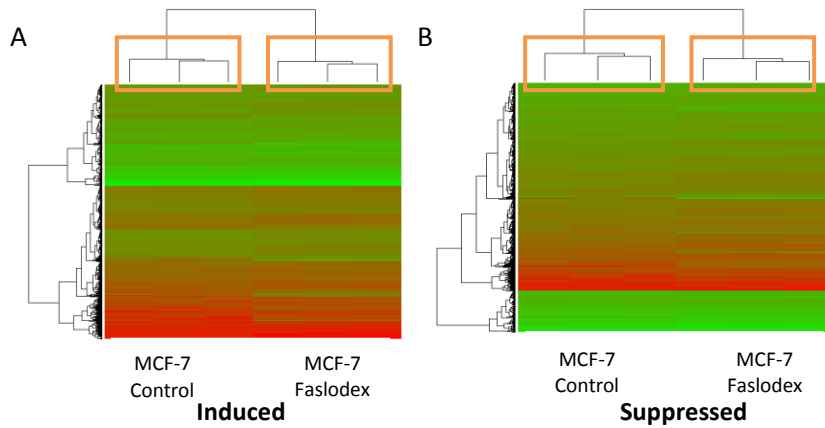 A
MCF-7
Control
MCF-7
Faslodex
Induced
B
MCF-7
Control
MCF-7
Faslodex
Suppressed